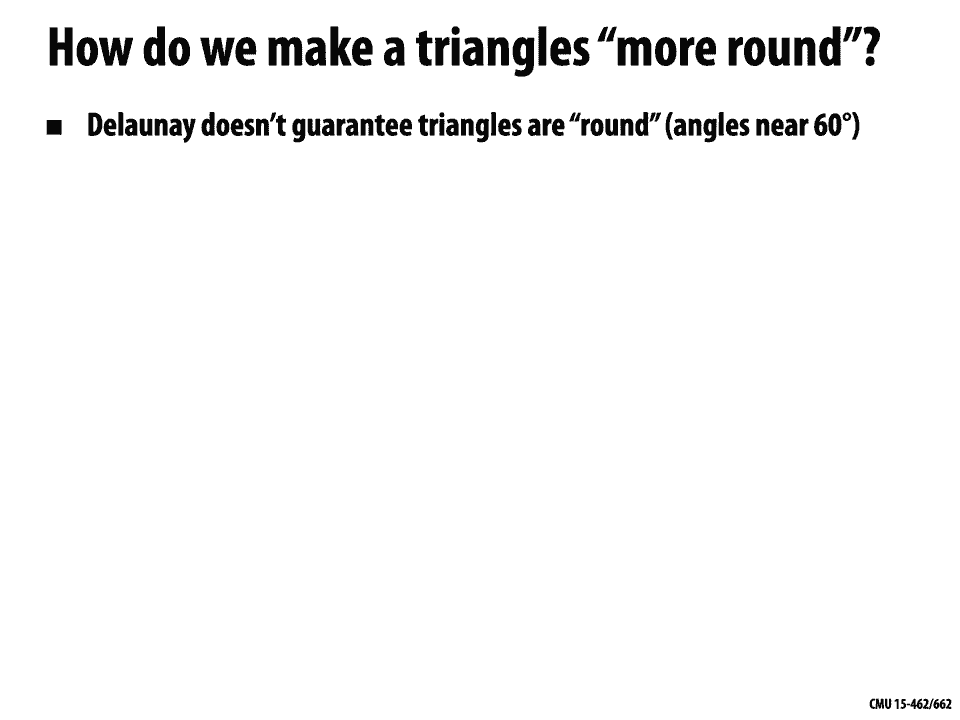 How do we make a triangles “more round”?
■ Delaunay doesn’t guarantee triangles are “round” (angles near 60°)
CMU 15-462/662